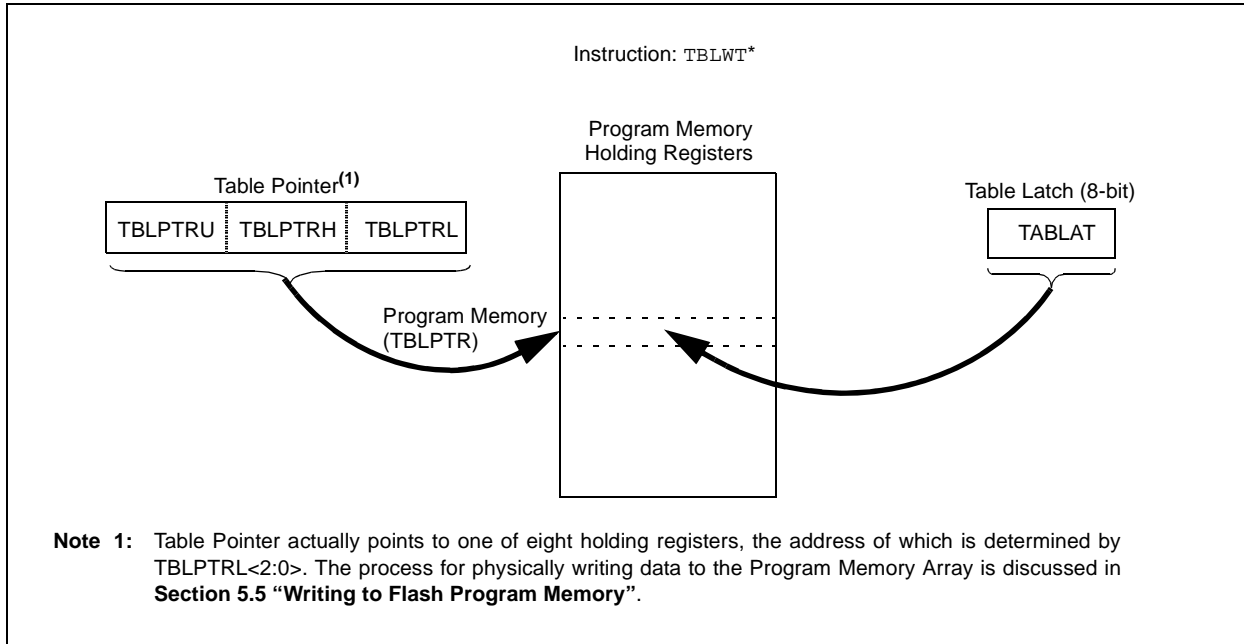 Instruction: TBLWT*
Program Memory
Holding Registers
Table Pointer(1)
Table Latch (8-bit)
TBLPTRU TBLPTRH TBLPTRL
TABLAT
Program Memory
(TBLPTR)
Note 1: Table Pointer actually points to one of eight holding registers, the address of which is determined by
TBLPTRL<2:0>. The process for physically writing data to the Program Memory Array is discussed in
Section 5.5 “Writing to Flash Program Memory”.